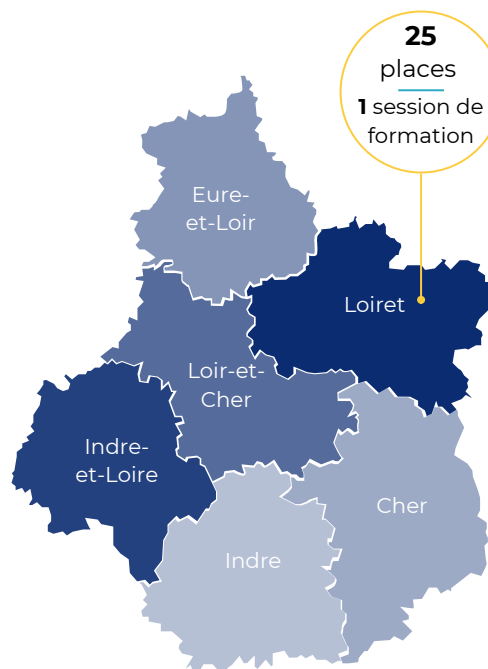 25
places
1 session de
formation
Eure-
et-Loir
Loiret
Loir-et-
Cher
Indre-
et-Loire
Cher
Indre